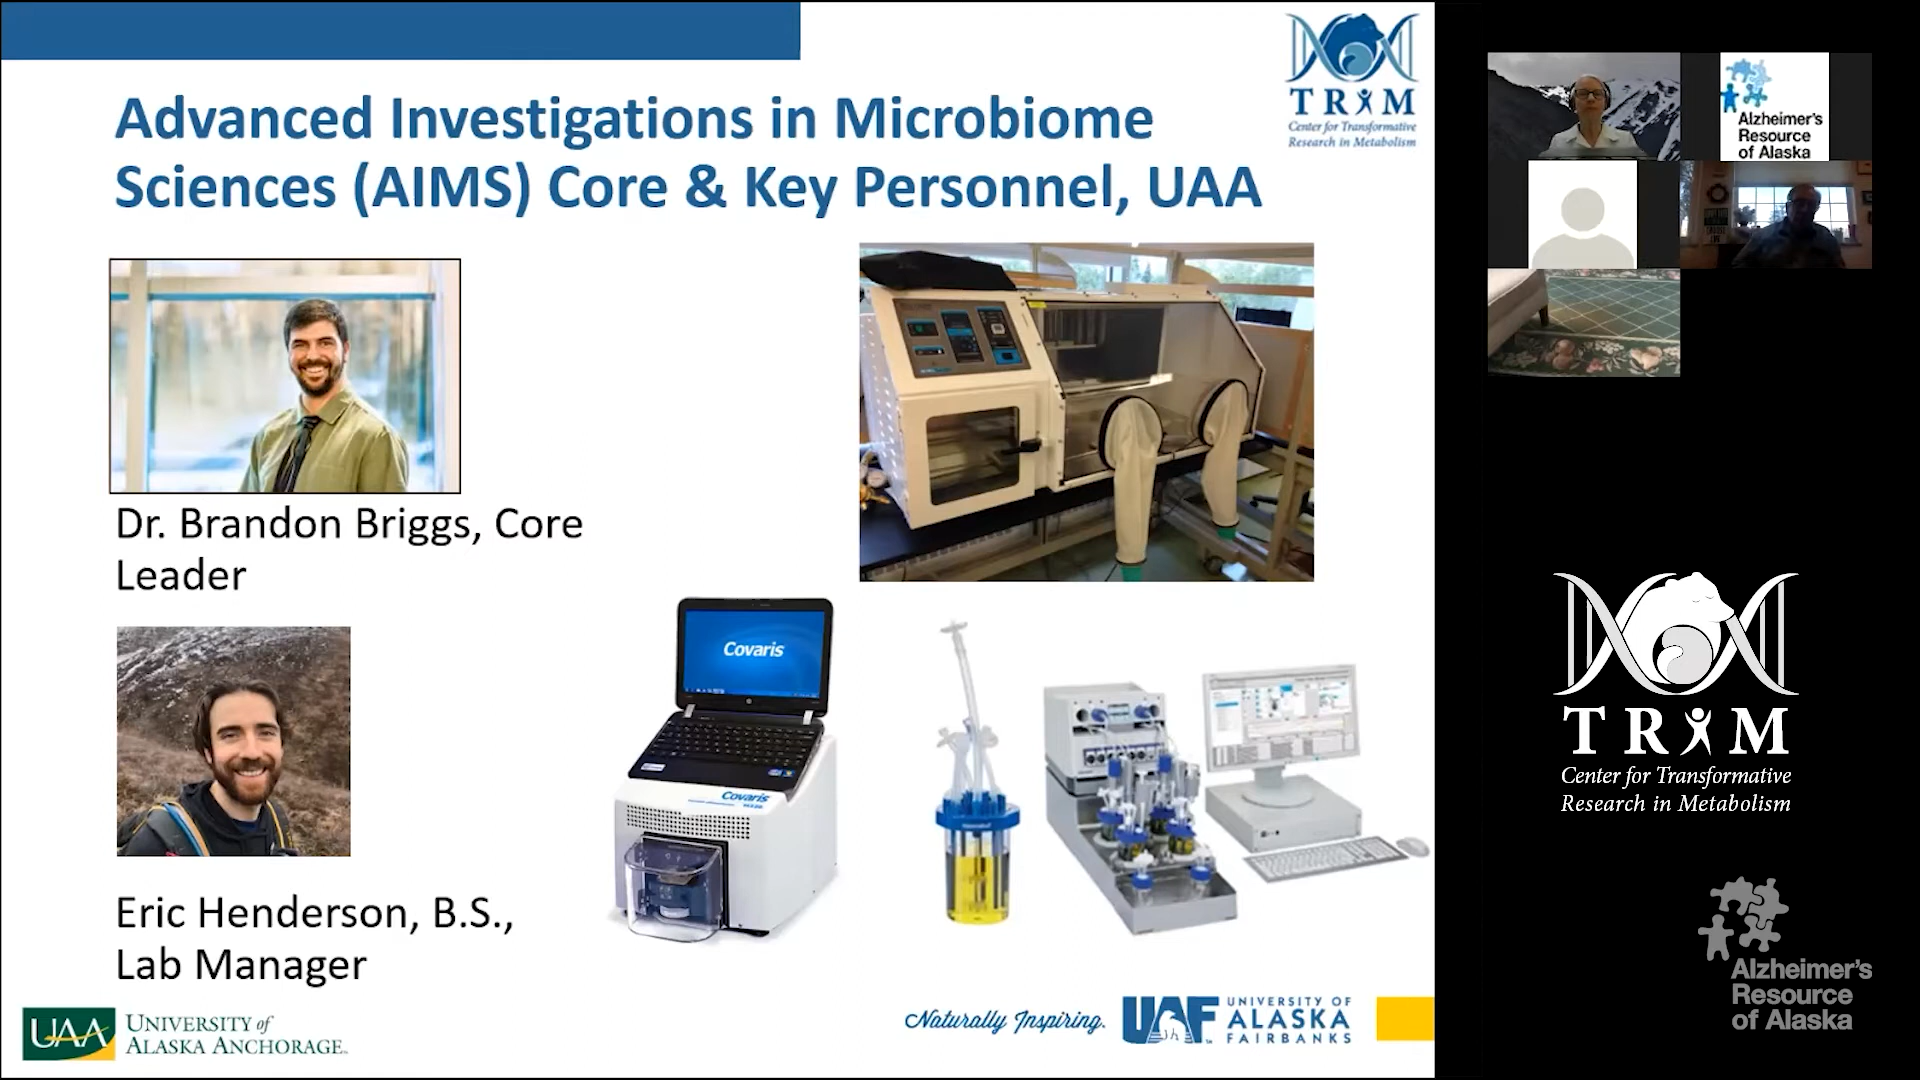 Advanced Investigations in Microbiome
Sciences (AIMS) Core & Key Personnel, UAA
TRIM
Center for Transformative
Research in Metabolism
Dr. Brandon Briggs, Core
Leader
Covaris
Covaris
Eric Henderson, B.S.,
Lab Manager
UAA
UNIVERSITY of
ALASKA ANCHORAGE
Naturally Inspiring.
UAF
UNIVERSITY OF
ALASKA
FAIRBANKS
Alzheimer's
Resource
of Alaska
TRIM
Center for Transformative
Research in Metabolism
Alzheimer's
Resource
of Alaska